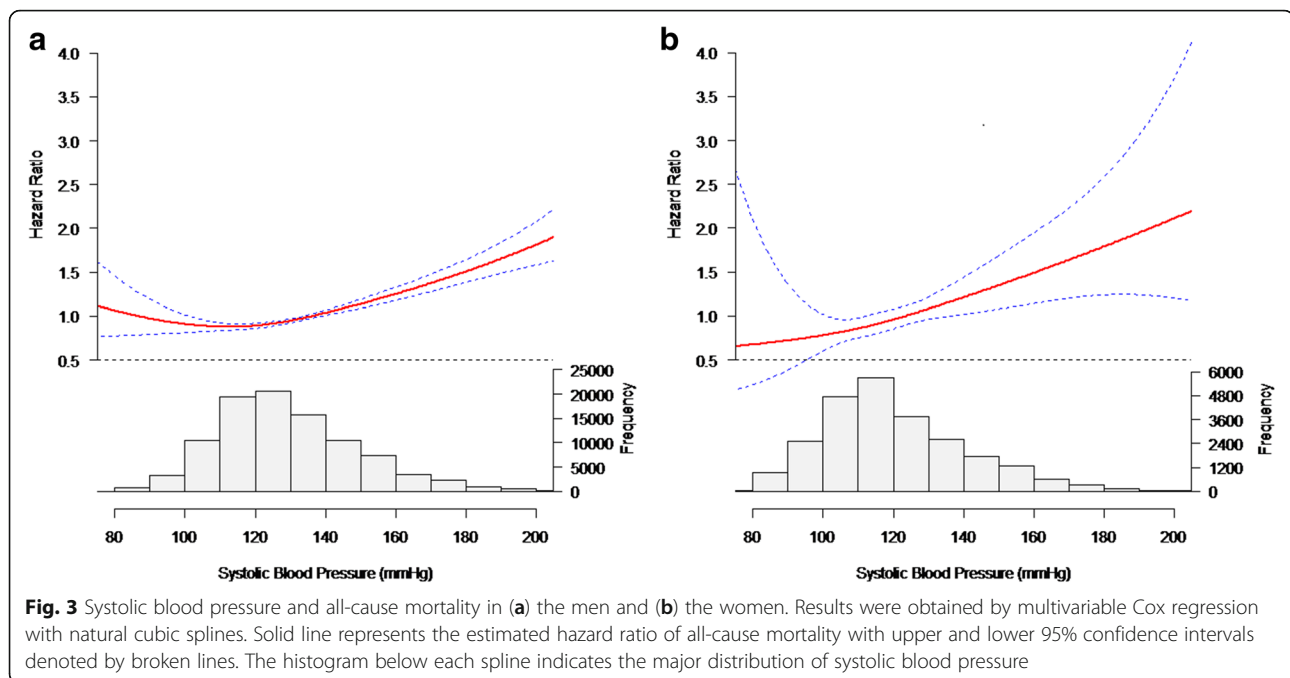 a
4.0
3.5
3.0
2.5
2.0
1.5
1.0
0.5
Hazard Ratio
25000
20000
15000
10000
5000
0
Frequency
80 100 120 140 160 180 200
Systolic Blood Pressure (mmHg)
b
4.0
3.5
3.0
2.5
2.0
1.5
1.0
0.5
Hazard Ratio
6000
4800
3600
2400
1200
0
Frequency
80 100 120 140 160 180 200
Systolic Blood Pressure (mmHg)
Fig. 3 Systolic blood pressure and all-cause mortality in (a) the men and (b) the women. Results were obtained by multivariable Cox regression
with natural cubic splines. Solid line represents the estimated hazard ratio of all-cause mortality with upper and lower 95% confidence intervals
denoted by broken lines. The histogram below each spline indicates the major distribution of systolic blood pressure